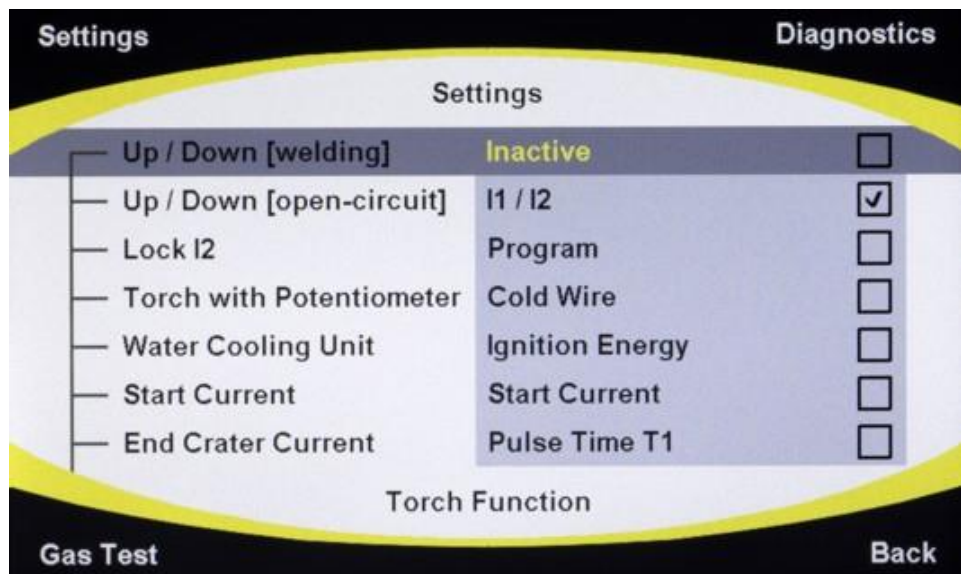 Settings Diagnostics
Settings
Up / Down [welding] Inactive
Up / Down [open-circuit] I1 / I2
Lock I2 Program
Torch with Potentiometer Cold Wire
Water Cooling Unit Ignition Energy
Start Current Start Current
End Crater Current Pulse Time T1
Torch Function
Gas Test Back